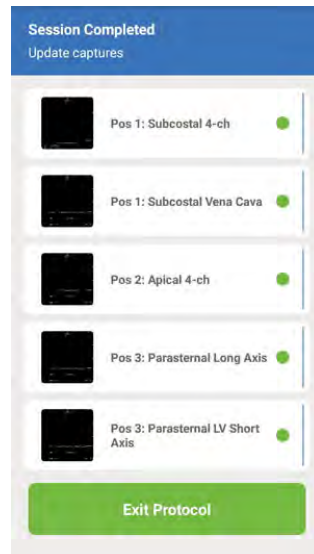 Session Completed
Update captures
Pos 1: Subcostal 4-ch
Pos 1: Subcostal Vena Cava
Pos 2: Apical 4-ch
Pos 3: Parasternal Long Axis
Pos 3: Parasternal LV Short
Axis
Exit Protocol